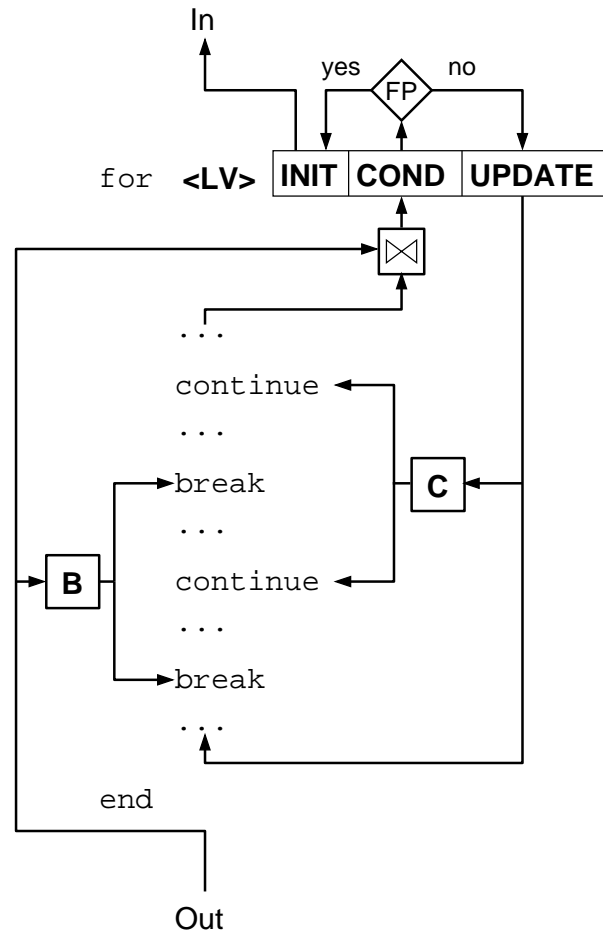 In
yes FP no
for <LV> INIT COND UPDATE
...
continue
...
break
C
...
B
continue
...
break
...
end
Out